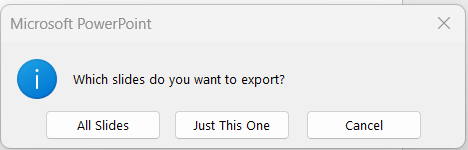 Microsoft PowerPoint
Which slides do you want to export?
All Slides
Just This One
Cancel